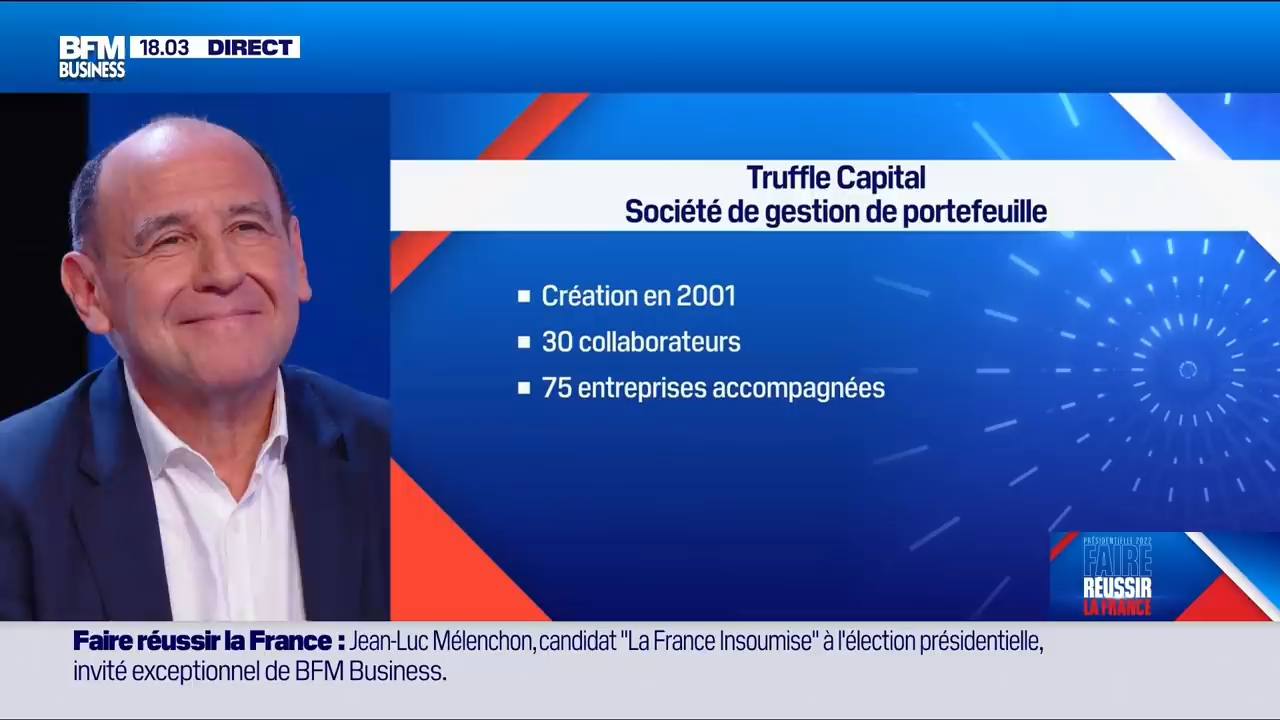 BFM
BUSINESS
18.03 DIRECT
Truffle Capital
Société de gestion de portefeuille
Création en 2001
30 collaborateurs
75 entreprises accompagnées
PRÉSIDENTIELLE 2022
FAIRE
RÉUSSIR
LA FRANCE
Faire réussir la France : Jean-Luc Mélenchon, candidat "La France Insoumise" à l'élection présidentielle,
invité exceptionnel de BFM Business.